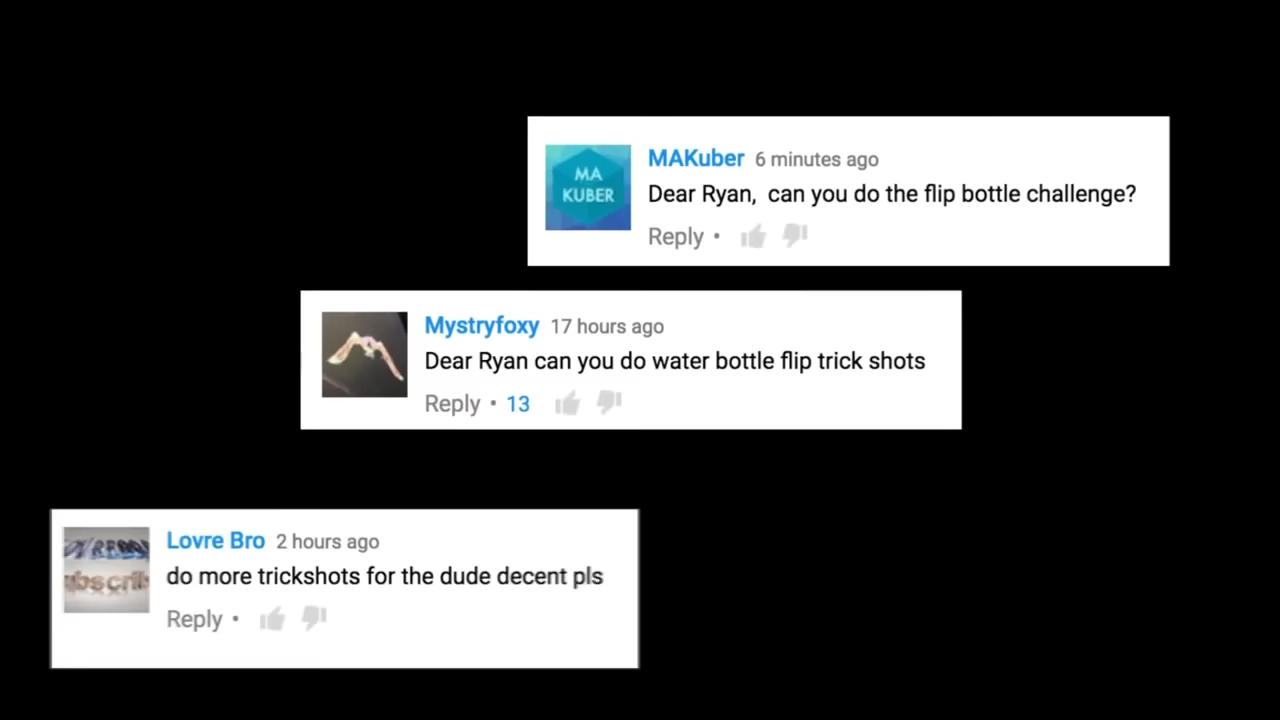 MA
KUBER
MAKuber 6 minutes ago
Dear Ryan,  can you do the flip bottle challenge?
Reply •
Mystryfoxy 17 hours ago
Dear Ryan can you do water bottle flip trick shots
Reply • 13
Lovre Bro 2 hours ago
do more trickshots for the dude decent pls
Reply •